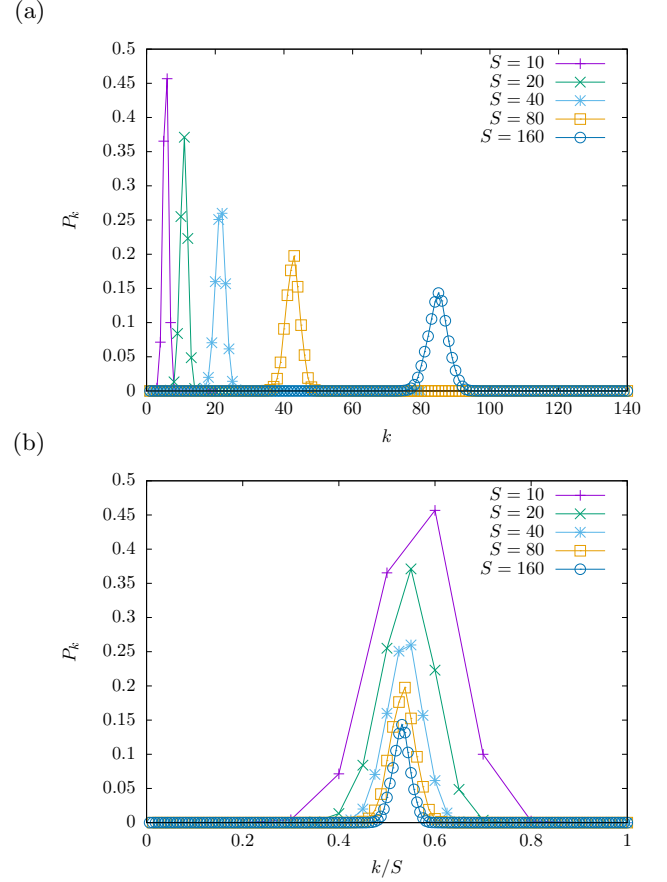 (a)
0.5
0.45
0.4
0.35
0.3
0.25
0.2
0.15
0.1
0.05
0
P_k
S = 10
S = 20
S = 40
S = 80
S = 160
0 20 40 60 80 100 120 140
k
(b)
0.5
0.45
0.4
0.35
0.3
0.25
0.2
0.15
0.1
0.05
0
P_k
S = 10
S = 20
S = 40
S = 80
S = 160
0 0.2 0.4 0.6 0.8 1
k/S